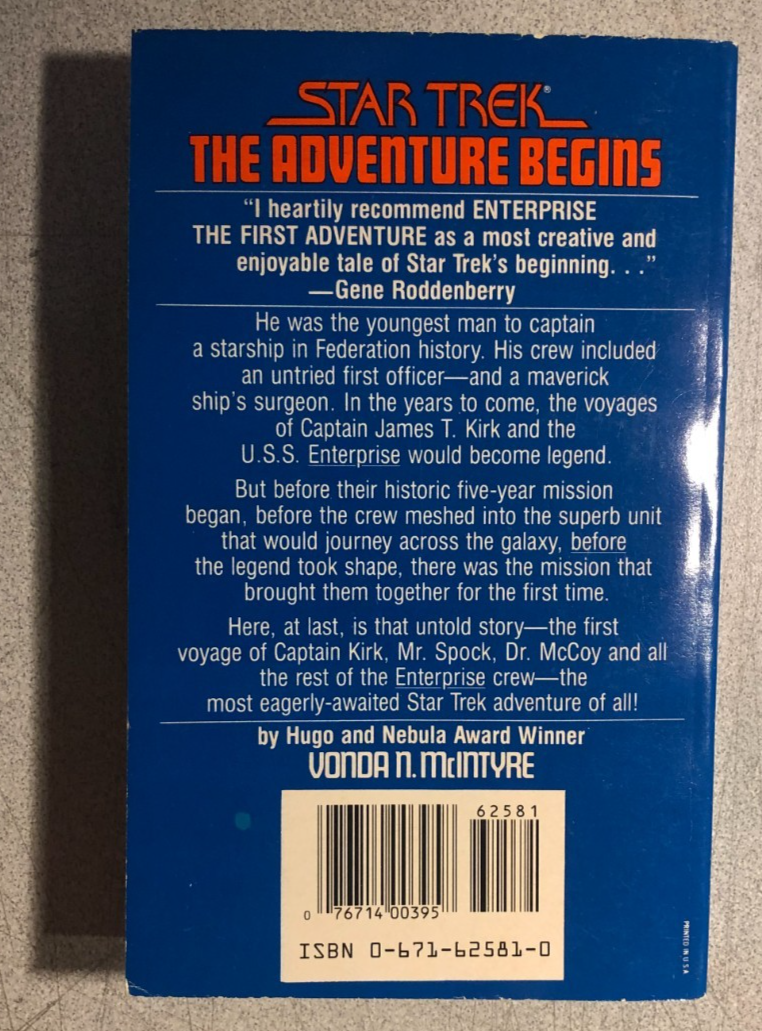 STAR TREK®
THE ADVENTURE BEGINS
“I heartily recommend ENTERPRISE
THE FIRST ADVENTURE as a most creative and
enjoyable tale of Star Trek's beginning. . .”
—Gene Roddenberry
He was the youngest man to captain
a starship in Federation history. His crew included
an untried first officer—and a maverick
ship's surgeon. In the years to come, the voyages
of Captain James T. Kirk and the
U.S.S. Enterprise would become legend.
But before their historic five-year mission
began, before the crew meshed into the superb unit
that would journey across the galaxy, before
the legend took shape, there was the mission that
brought them together for the first time.
Here, at last, is that untold story—the first
voyage of Captain Kirk, Mr. Spock, Dr. McCoy and all
the rest of the Enterprise crew—the
most eagerly-awaited Star Trek adventure of all!
by Hugo and Nebula Award Winner
VONDA N. McINTYRE
62581
0 76714 00395
ISBN 0-671-62581-0
PRINTED IN U.S.A.